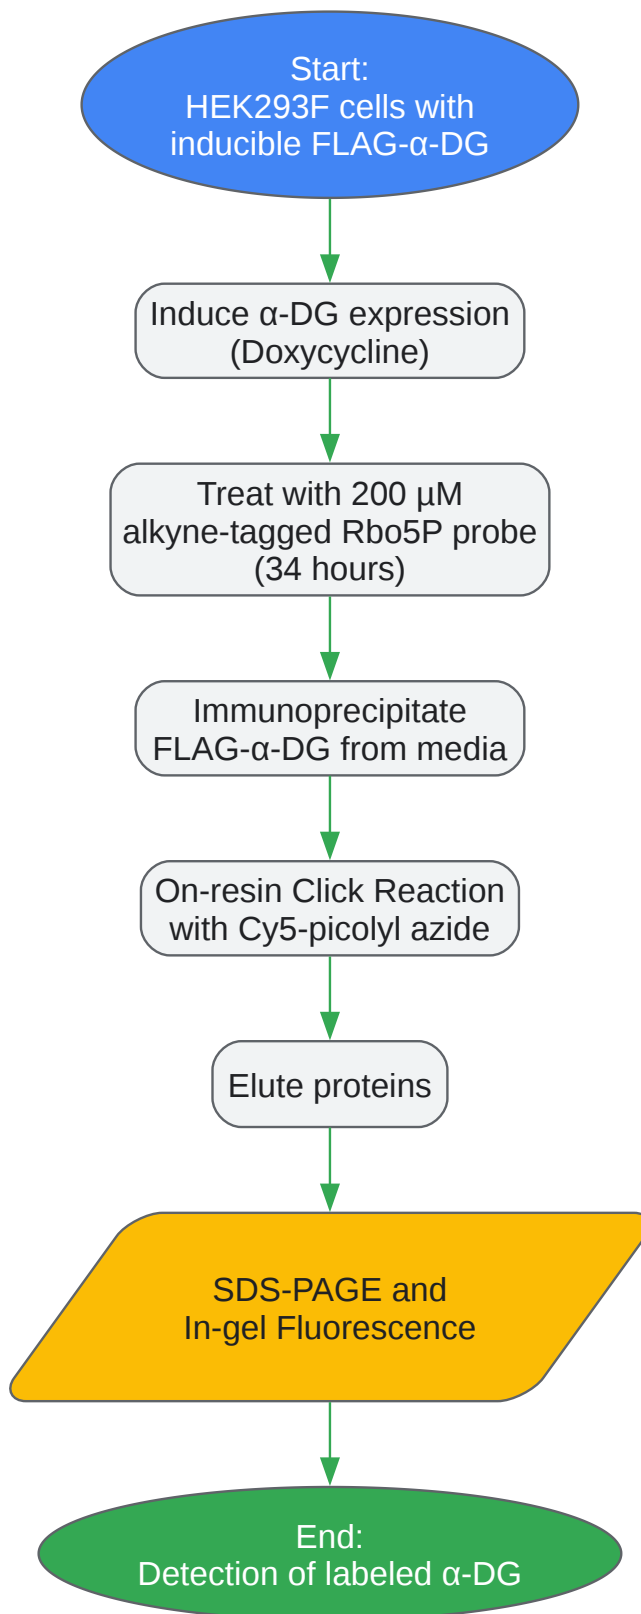 Start:
HEK293F cells with
inducible FLAG-α-DG
Induce α-DG expression
(Doxycycline)
Treat with 200 µM
alkyne-tagged Rbo5P probe
(34 hours)
Immunoprecipitate
FLAG-α-DG from media
On-resin Click Reaction
with Cy5-picolyl azide
Elute proteins
SDS-PAGE and
In-gel Fluorescence
End:
Detection of labeled α-DG